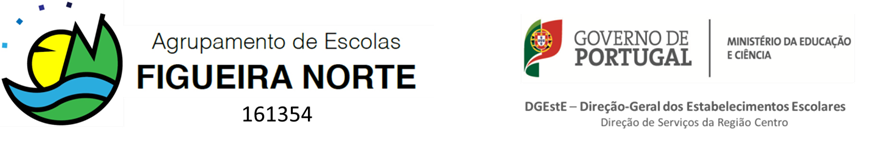 Agrupamento de Escolas
FIGUEIRA NORTE
161354
GOVERNO DE
PORTUGAL
MINISTÉRIO DA EDUCAÇÃO
E CIÊNCIA
DGEstE – Direção-Geral dos Estabelecimentos Escolares
Direção de Serviços da Região Centro